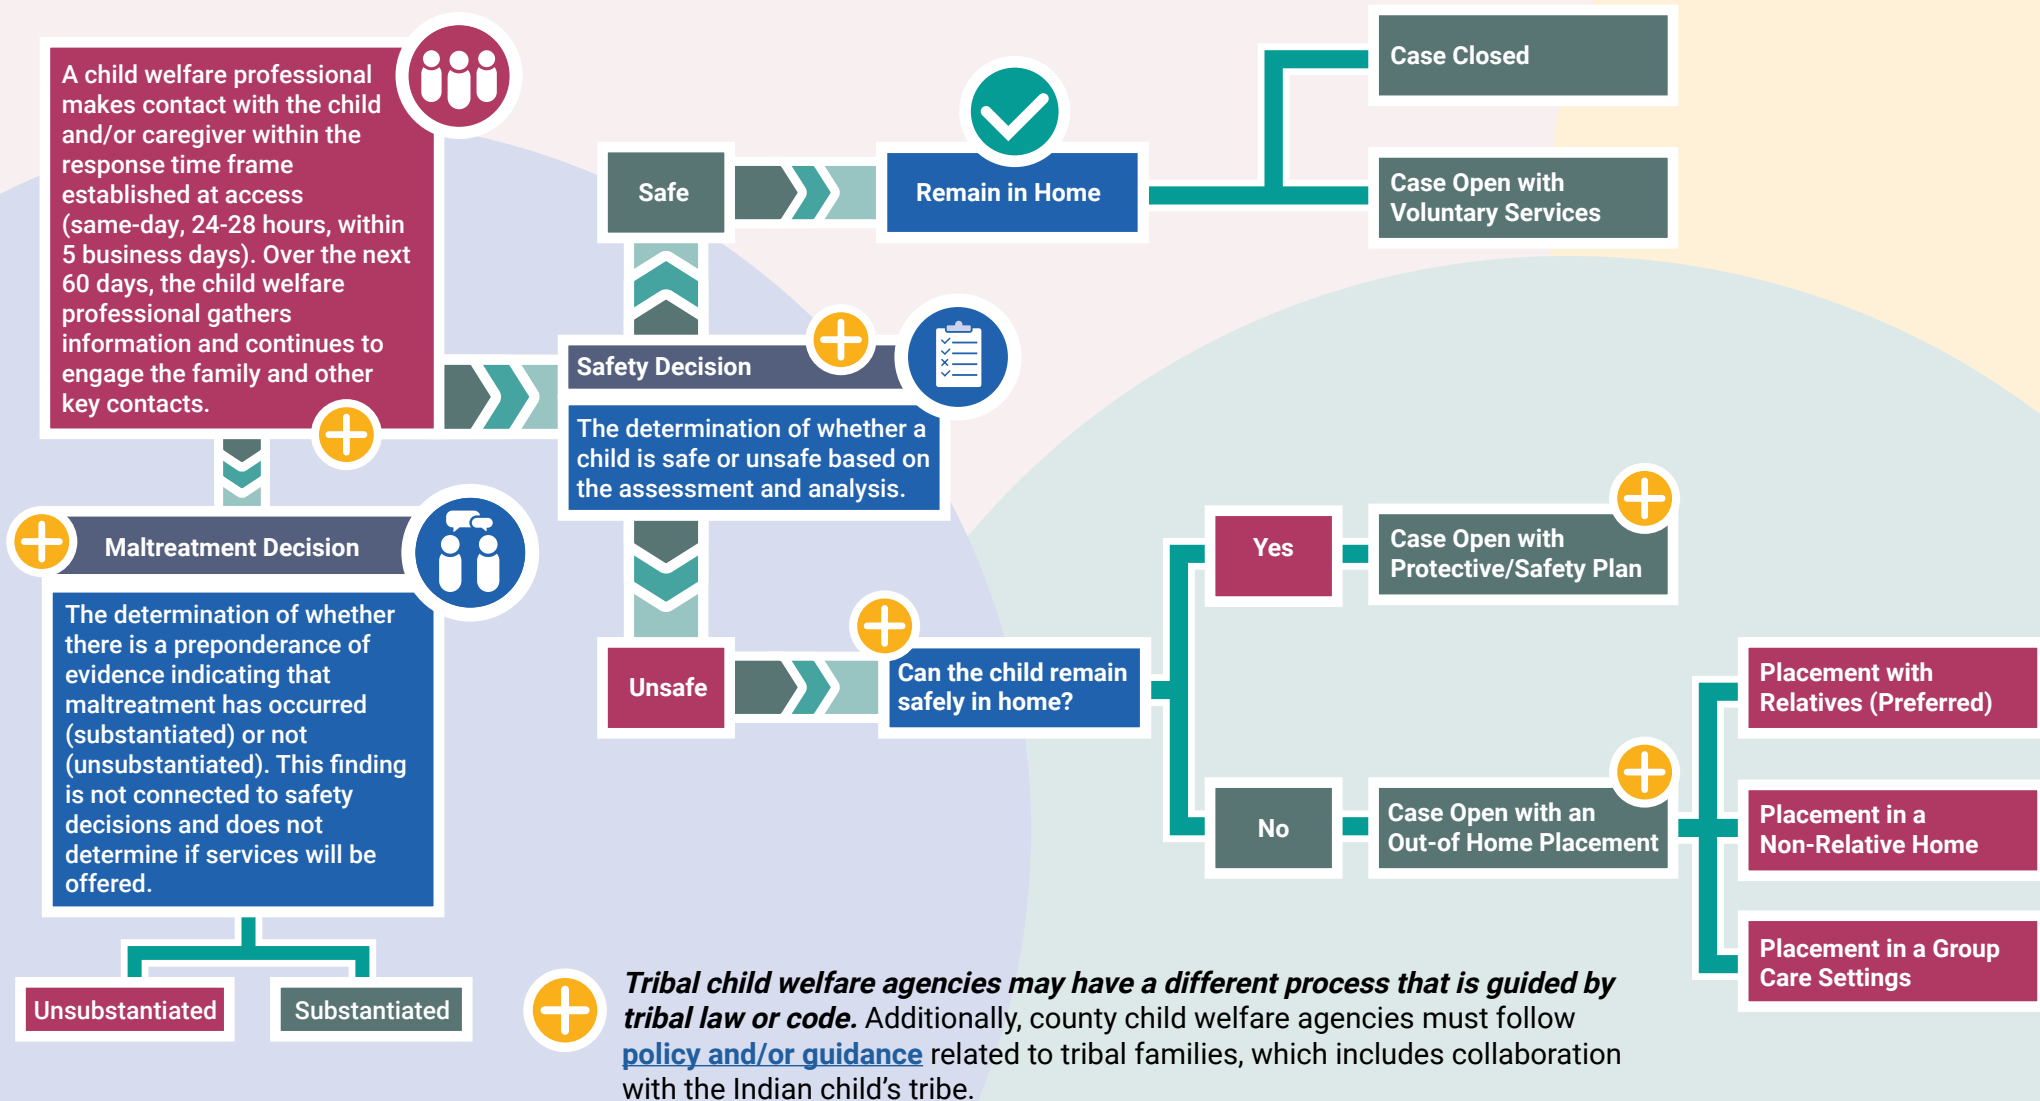 A child welfare professional
makes contact with the child
and/or caregiver within the
response time frame
established at access
(same-day, 24-28 hours, within
5 business days). Over the next
60 days, the child welfare
professional gathers
information and continues to
engage the family and other
key contacts.
Maltreatment Decision
The determination of whether
there is a preponderance of
evidence indicating that
maltreatment has occurred
(substantiated) or not
(unsubstantiated). This finding
is not connected to safety
decisions and does not
determine if services will be
offered.
Unsubstantiated
Substantiated
Safety Decision
The determination of whether a
child is safe or unsafe based on
the assessment and analysis.
Safe
Remain in Home
Case Closed
Case Open with
Voluntary Services
Unsafe
Can the child remain
safely in home?
Yes
Case Open with
Protective/Safety Plan
No
Case Open with an
Out-of Home Placement
Placement with
Relatives (Preferred)
Placement in a
Non-Relative Home
Placement in a Group
Care Settings
Tribal child welfare agencies may have a different process that is guided by
tribal law or code. Additionally, county child welfare agencies must follow
policy and/or guidance related to tribal families, which includes collaboration
with the Indian child's tribe.